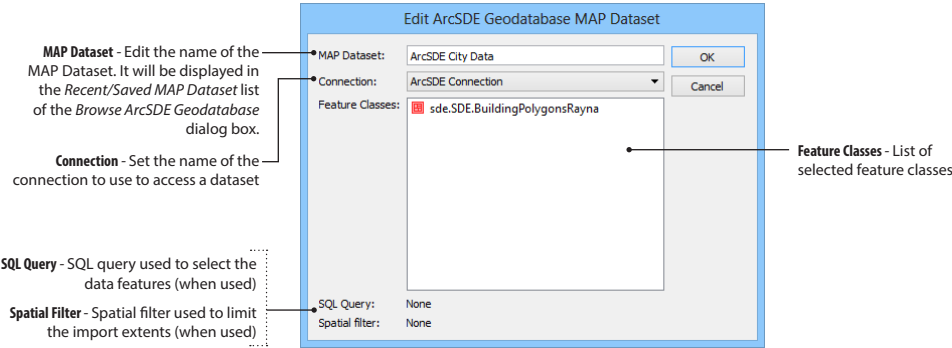 Edit ArcSDE Geodatabase MAP Dataset
MAP Dataset - Edit the name of the
MAP Dataset. It will be displayed in
the Recent/Saved MAP Dataset list
of the Browse ArcSDE Geodatabase
dialog box.
Connection - Set the name of the
connection to use to access a dataset
SQL Query - SQL query used to select the
data features (when used)
Spatial Filter - Spatial filter used to limit
the import extents (when used)
MAP Dataset: ArcSDE City Data
Connection: ArcSDE Connection
Feature Classes: sde.SDE.BuildingPolygonsRayna
SQL Query: None
Spatial filter: None
OK
Cancel
Feature Classes - List of
selected feature classes